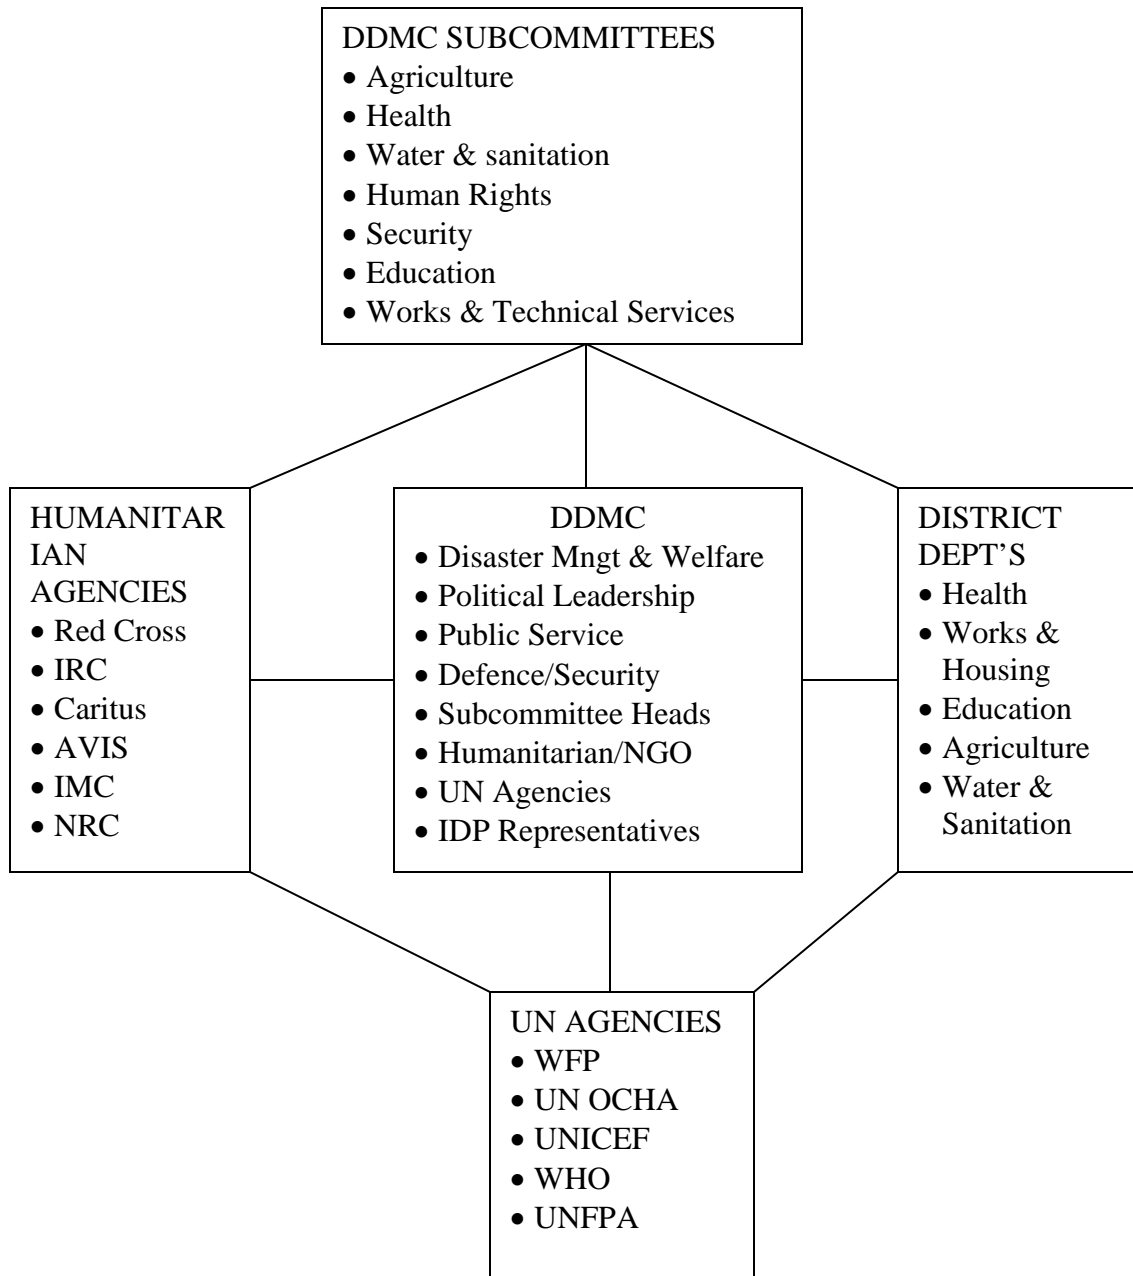 DDMC SUBCOMMITTEES
• Agriculture
• Health
• Water & sanitation
• Human Rights
• Security
• Education
• Works & Technical Services
HUMANITAR
IAN
AGENCIES
• Red Cross
• IRC
• Caritus
• AVIS
• IMC
• NRC
DDMC
• Disaster Mngt & Welfare
• Political Leadership
• Public Service
• Defence/Security
• Subcommittee Heads
• Humanitarian/NGO
• UN Agencies
• IDP Representatives
DISTRICT
DEPT’S
• Health
• Works &
Housing
• Education
• Agriculture
• Water &
Sanitation
UN AGENCIES
• WFP
• UN OCHA
• UNICEF
• WHO
• UNFPA